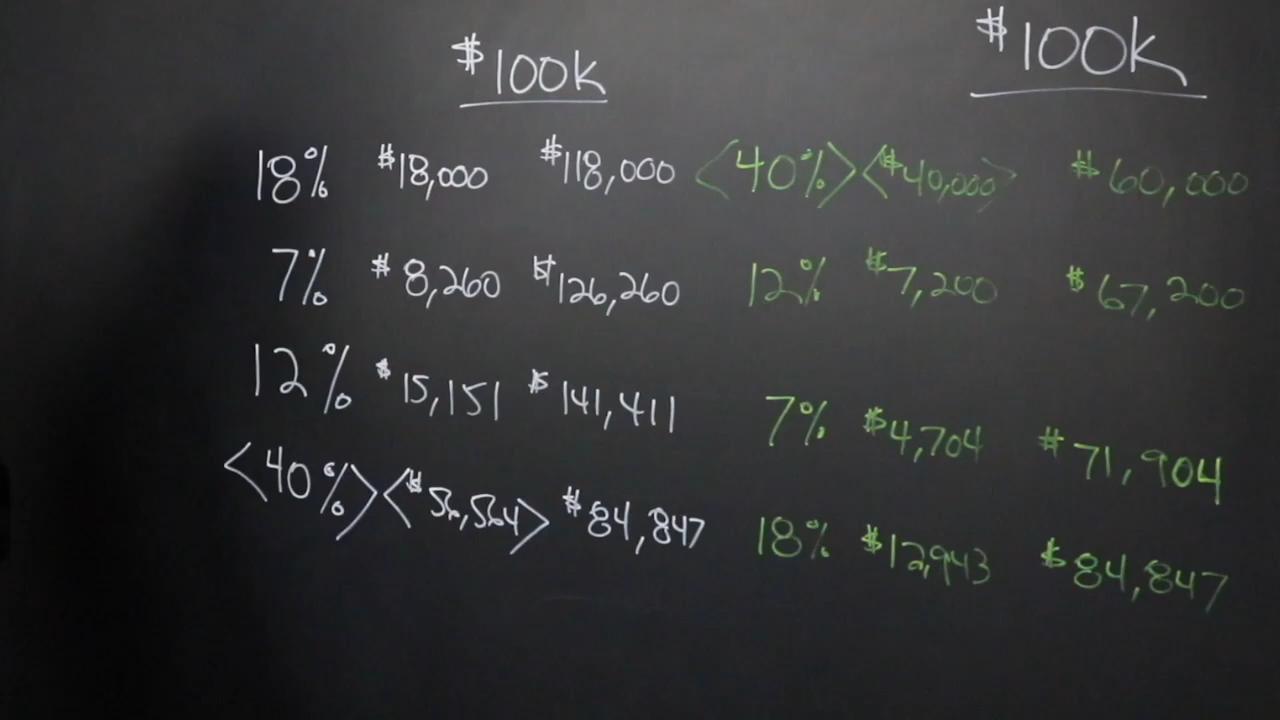 $100K
18% $18,000 $118,000
7% $8,260 $126,260
12% $15,151 $141,411
<40%> <$56,564> $84,847
$100K
<40%> <$40,000> $60,000
12% $7,200 $67,200
7% $4,704 $71,904
18% $12,943 $84,847